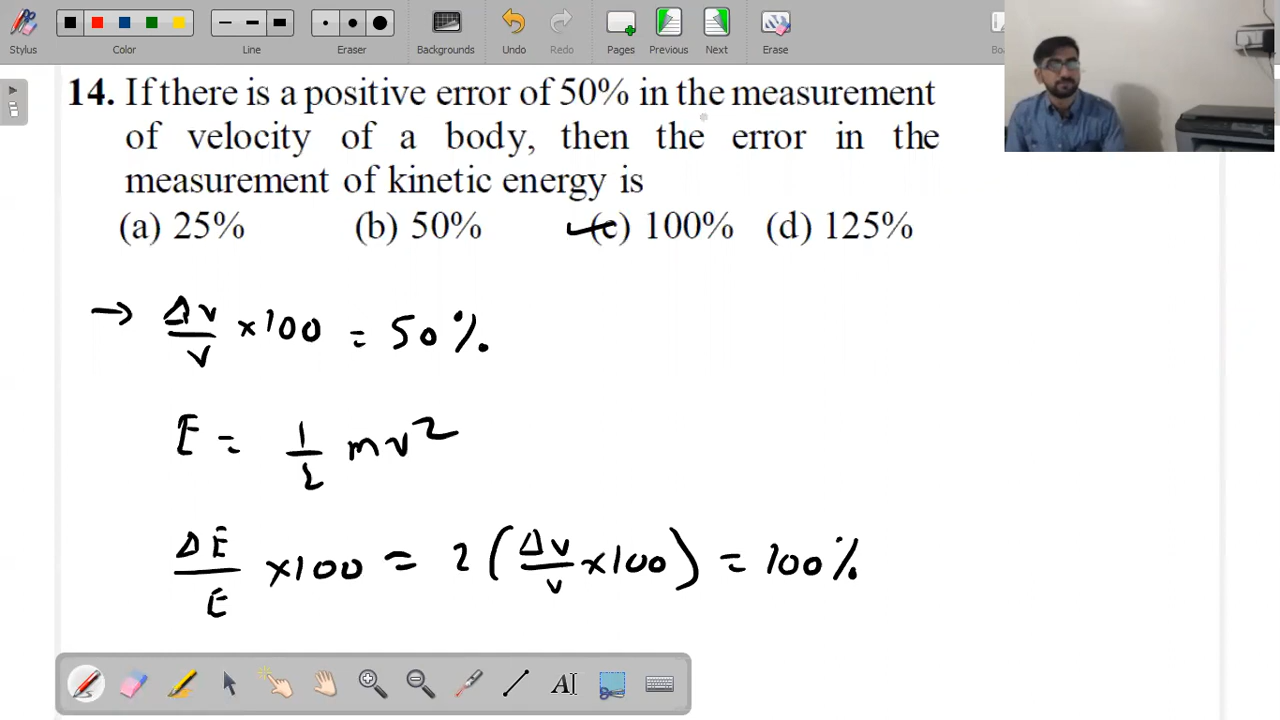 Stylus Color Line Eraser Backgrounds Undo Redo Pages Previous Next Erase
14. If there is a positive error of 50% in the measurement
of velocity of a body, then the error in the
measurement of kinetic energy is
(a) 25% (b) 50% (c) 100% (d) 125%
→ Δv/v ×100 = 50%
E = 1/2 mv²
ΔE/E ×100 = 2 (Δv/v ×100) = 100%